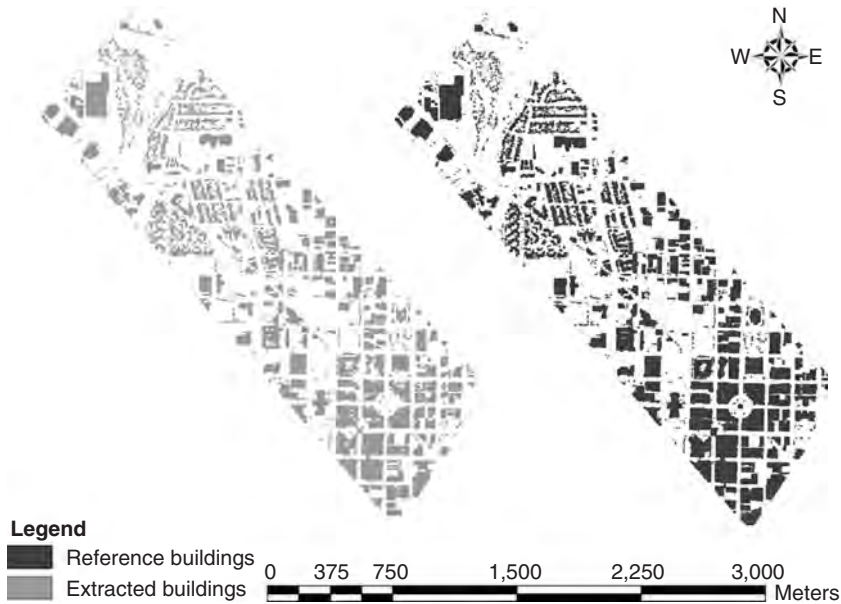 N
W E
S
Legend
Reference buildings
Extracted buildings
0 375 750 1,500 2,250 3,000
Meters